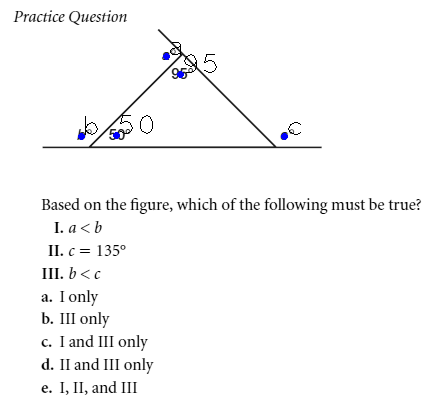 Practice Question
a
95
95°
b 50 c
50°
Based on the figure, which of the following must be true?
I. a < b
II. c = 135°
III. b < c
a. I only
b. III only
c. I and III only
d. II and III only
e. I, II, and III